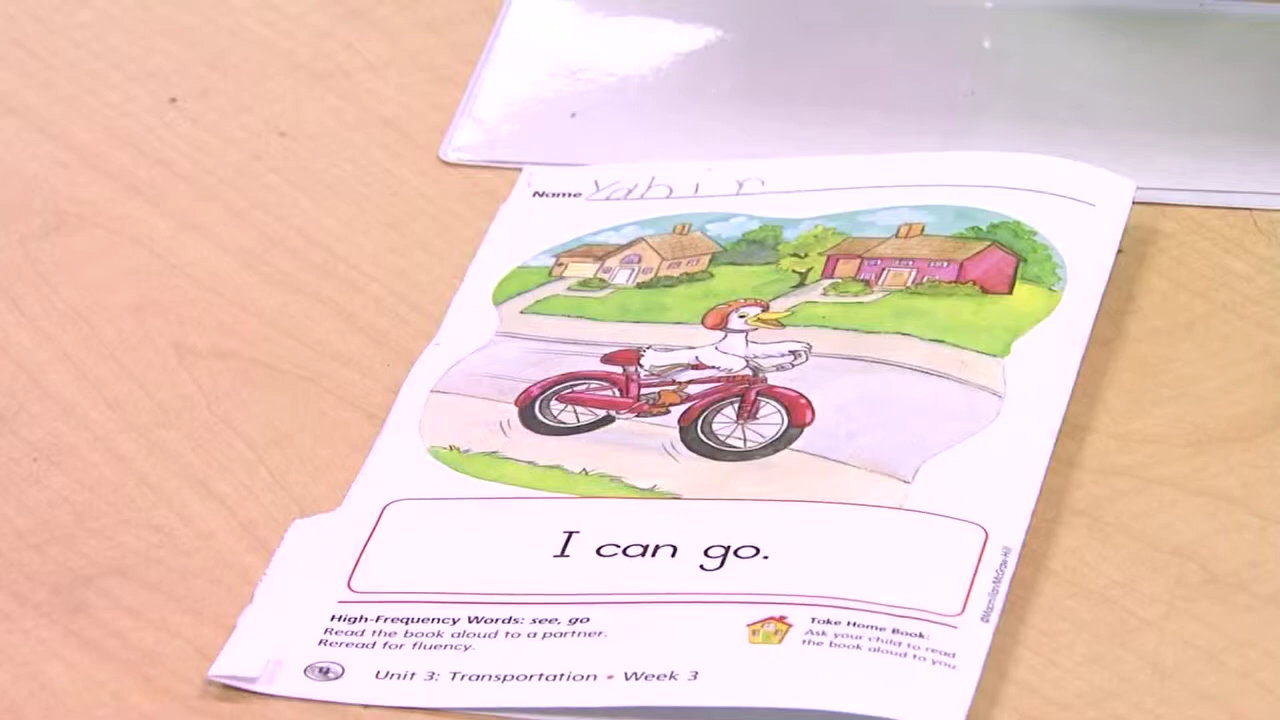 Name Yahir
I can go.
High-Frequency Words: see, go
Read the book aloud to a partner.
Reread for fluency.
Take Home Book:
Ask your child to read
the book aloud to you
Unit 3: Transportation • Week 3
©Macmillan/McGraw-Hill